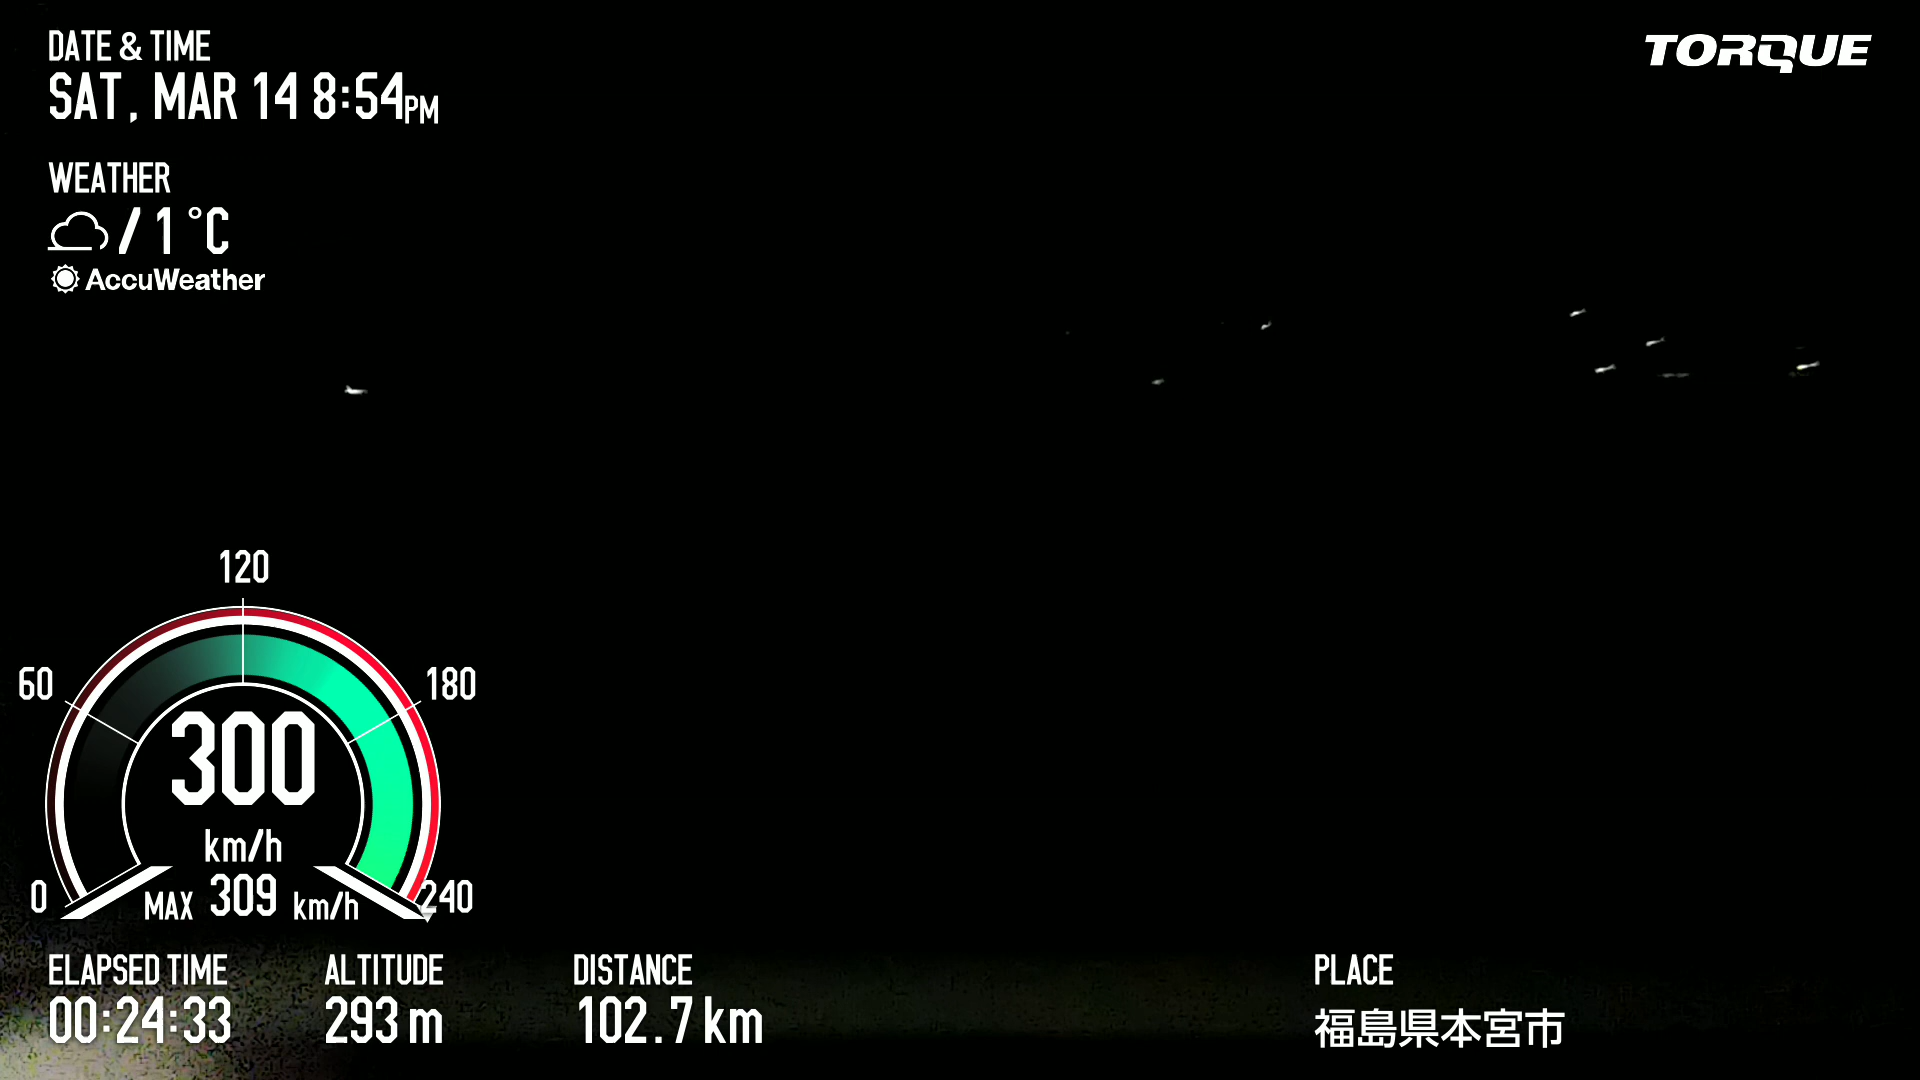 DATE & TIME
SAT, MAR 14 8:54PM
TORQUE
WEATHER
/ 1 °C
AccuWeather
120
60
180
300
km/h
0
MAX 309 km/h
240
ELAPSED TIME
00:24:33
ALTITUDE
293 m
DISTANCE
102.7 km
PLACE
福島県本宮市